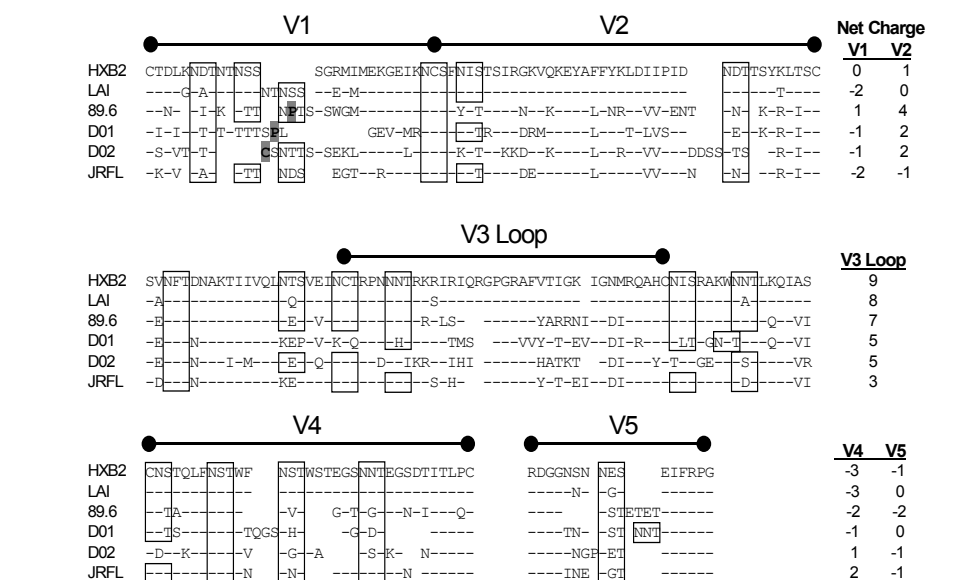 V1 V2 Net Charge
V1 V2
HXB2 CTDLKNDTNTNSS SGRMIMEKGEIKNCSFNISTSIRGKVQKEYAFFYKLDIIPID NDTTSYKLTSC 0 1
LAI ----G-A- NTNSS --E-M -----T---- -2 0
89.6 --N- -I-K -TT NPTS-SWGM---- Y-T----N--K----L-NR--VV-ENT -N- K-R-I-- 1 4
D01 -I-I--T-T-TTTSPL GEV-MR -TR---DRM-----L---T-LVS-- -E--K-R-I-- -1 2
D02 -S-VT-T- CSNTTS-SEKL-----L---- K-T--KKD--K----L--R--VV---DDSS-TS --R-I-- -1 2
JRFL -K-V -A- -TT NDS EGT--R---- -T----DE------L-----VV---N -N- --K-R-I-- -2 -1
V3 Loop V3 Loop
HXB2 SVNFTDNAKTIIVQLNTSVEINCTRPNNNTRKRIRIQRGPGRAFVTIGK IGNMRQAHCNISRAKWNNTLKQIAS 9
LAI -A-------------Q----------------S----------------- -----------------A------- 8
89.6 -E-------------E--V-----------R-LS- ------YARRNI--DI---------------Q--VI 7
D01 -E---N---------KEP-V-K-Q-----H----TMS -----VVY-T-EV--DI-R----LT-GN-T---Q--VI 5
D02 -E---N---I-M---E-Q-----D--IKR--IHI ------HATKT --DI---Y-T--GE--S-----VR 5
JRFL -D---N---------KE---------S-H- ------Y-T-EI--DI-------------D-----VI 3
V4 V5 V4 V5
HXB2 CNSTQLFNSTWF NSTWSTEGSNNTEGSDTITLPC RDGGNSN NES EIFRPG -3 -1
LAI ------------ ---------------------- -----N- -G- ------ -3 0
89.6 --TA-------- -V- G-T-G---N-I---Q- ---- --STETET------ -2 -2
D01 --TS-------TQGS-H- -G-D- ----TN- -ST NNT------ -1 0
D02 -D--K------V -G--A -S-K- N----- -----NGP-ET ------ 1 -1
JRFL -----------N -N- ------N ------ ----INE -GT ------ 2 -1